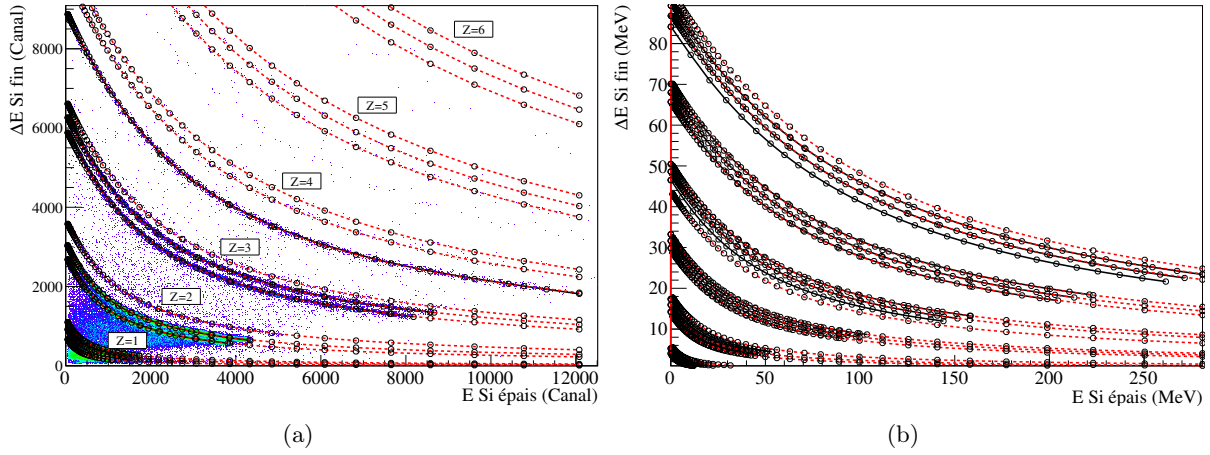 ΔE Si fin (Canal)
8000
6000
4000
2000
0
Z=6
Z=5
Z=4
Z=3
Z=2
Z=1
0 2000 4000 6000 8000 10000 12000
E Si épais (Canal)
(a)
ΔE Si fin (MeV)
80
70
60
50
40
30
20
10
0 50 100 150 200 250
E Si épais (MeV)
(b)